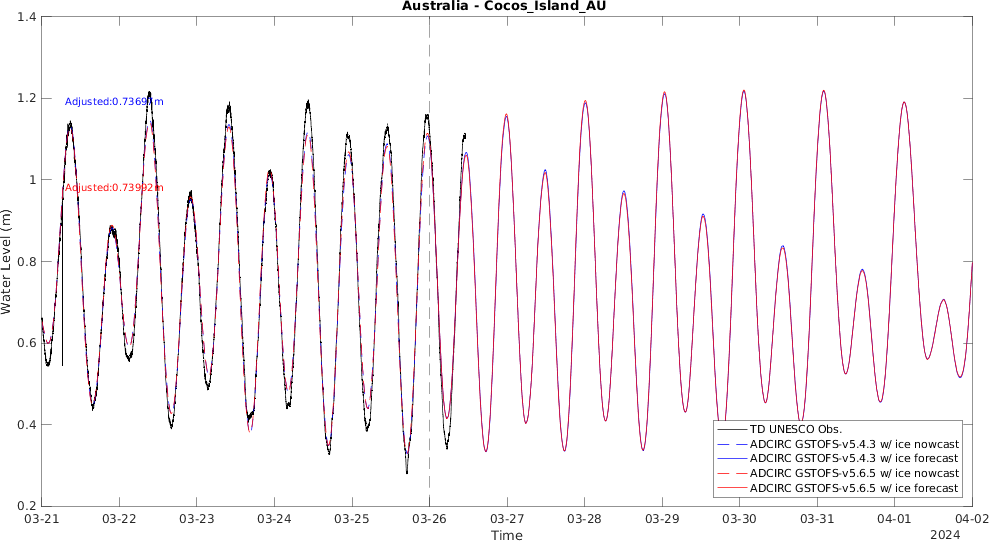 Australia - Cocos_Island_AU
1.4
1.2
1
0.8
0.6
0.4
0.2
Water Level (m)
Adjusted:0.73697m
Adjusted:0.73992m
TD UNESCO Obs.
ADCIRC GSTOFS-v5.4.3 w/ ice nowcast
ADCIRC GSTOFS-v5.4.3 w/ ice forecast
ADCIRC GSTOFS-v5.6.5 w/ ice nowcast
ADCIRC GSTOFS-v5.6.5 w/ ice forecast
03-21 03-22 03-23 03-24 03-25 03-26 03-27 03-28 03-29 03-30 03-31 04-01 04-02
Time
2024